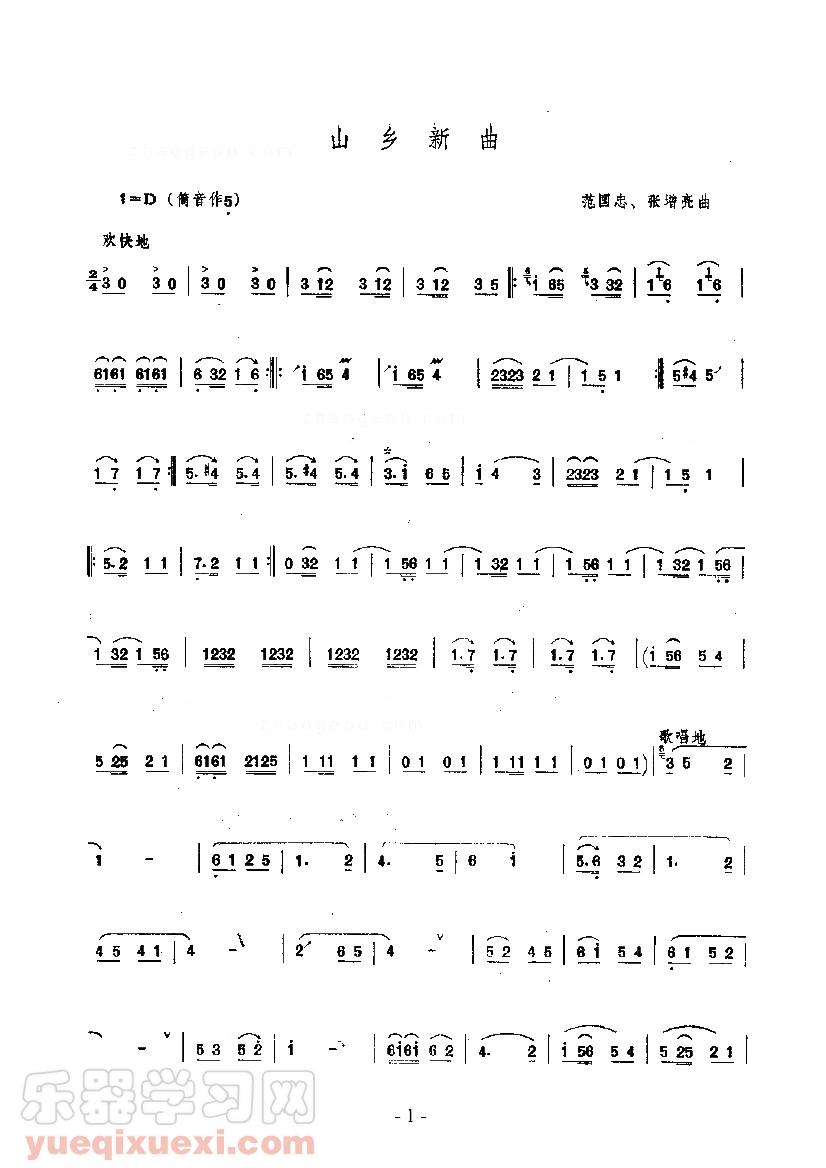 山乡新曲
zhaogepu.com
1=D (筒音作5)
范国忠、张增亮曲
欢快地
2/4 3 0 3 0 | 3 0 3 0 | 3 12 3 12 | 3 12 3 5 |: i 65 3 32 | 1 6 1 6 |
6161 6161 | 6 32 1 6 :|: i 65 4 | i 65 4 | 2323 2 1 | 1 5 1 :| 5 #4 5 |
zhaogepu.com
1 7 1 7 :| 5. #4 5. 4 | 5. #4 5. 4 | 3. i 6 5 | i 4 3 | 2323 2 1 | 1 5 1 |
|: 5. 2 1 1 | 7. 2 1 1 :| 0 32 1 1 | 1 56 1 1 | 1 32 1 1 | 1 56 1 1 | 1 32 1 56 |
1 32 1 56 | 1232 1232 | 1232 1232 | 1. 7 1. 7 | 1. 7 1. 7 | (i 56 5 4 |
zhaogepu.com
歌唱地
5 25 2 1 | 6161 2125 | 1 11 1 1 | 0 1 0 1 | 1 11 1 1 | 0 1 0 1) | 3 5 2 |
1 - | 6 1 2 5 | 1. 2 | 4. 5 | 6 i | 5. 6 3 2 | 1. 2 |
4 5 4 1 | 4 - | 2 6 5 | 4 - | 5 2 4 5 | 6 i 5 4 | 6 1 5 2 |
- | 5 3 5 2 | i - | 6i6i 6 2 | 4. 2 | i 56 5 4 | 5 25 2 1 |
乐器学习网
yueqixuexi.com
- 1 -